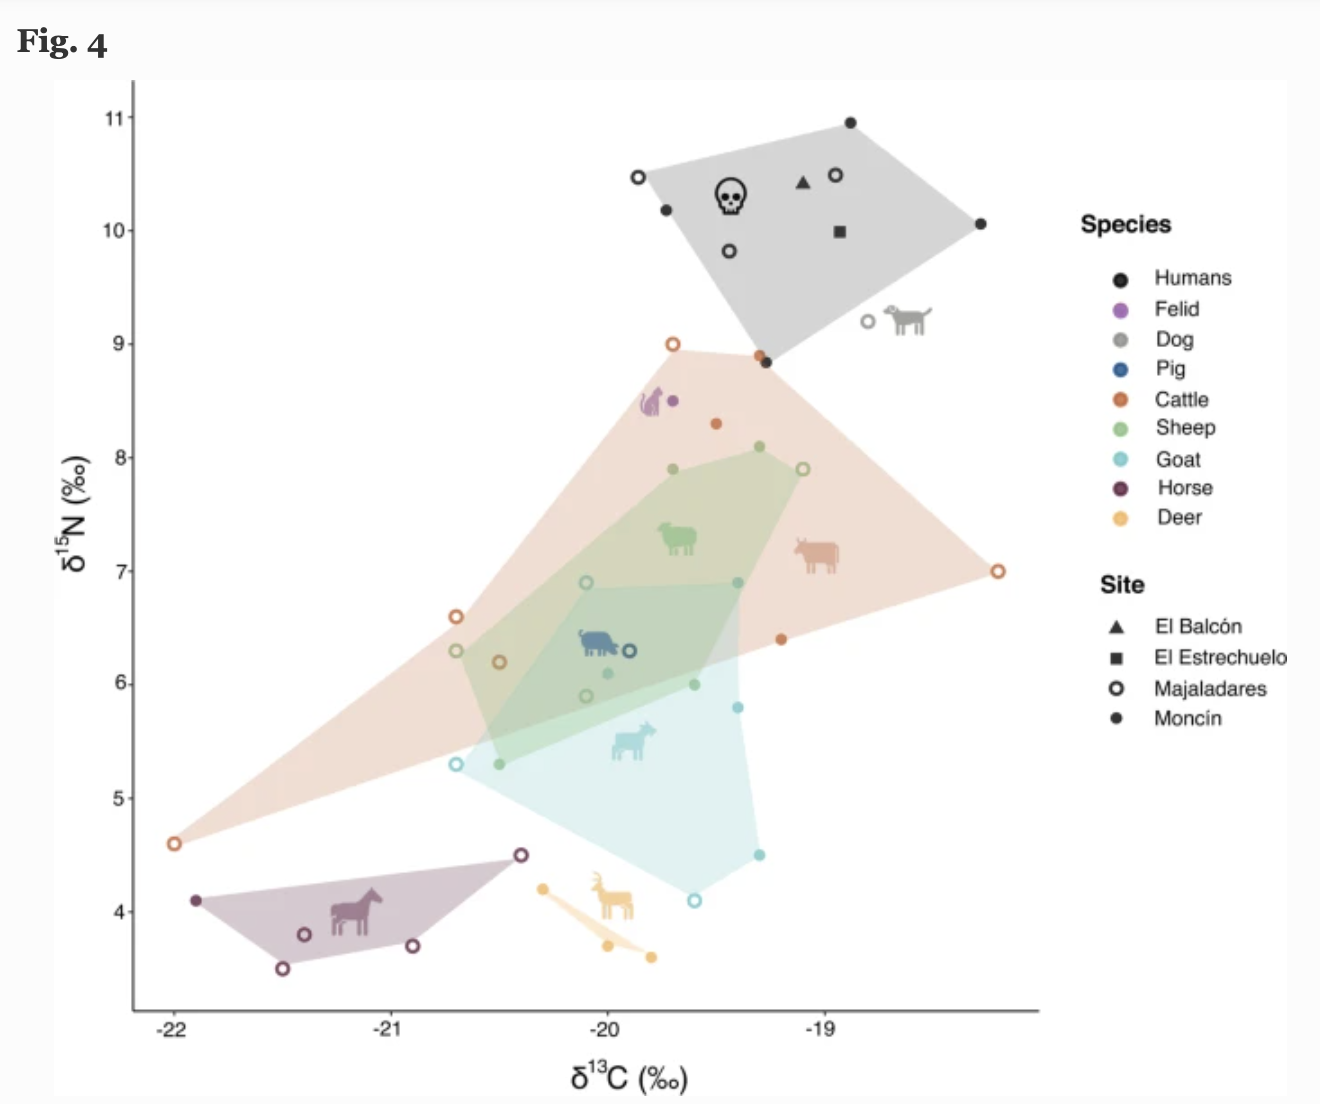 Fig. 4
11
10
9
8
7
6
5
4
δ15N (‰)
-22
-21
-20
-19
δ13C (‰)
Species
Humans
Felid
Dog
Pig
Cattle
Sheep
Goat
Horse
Deer
Site
El Balcón
El Estrechuelo
Majaladares
Moncín